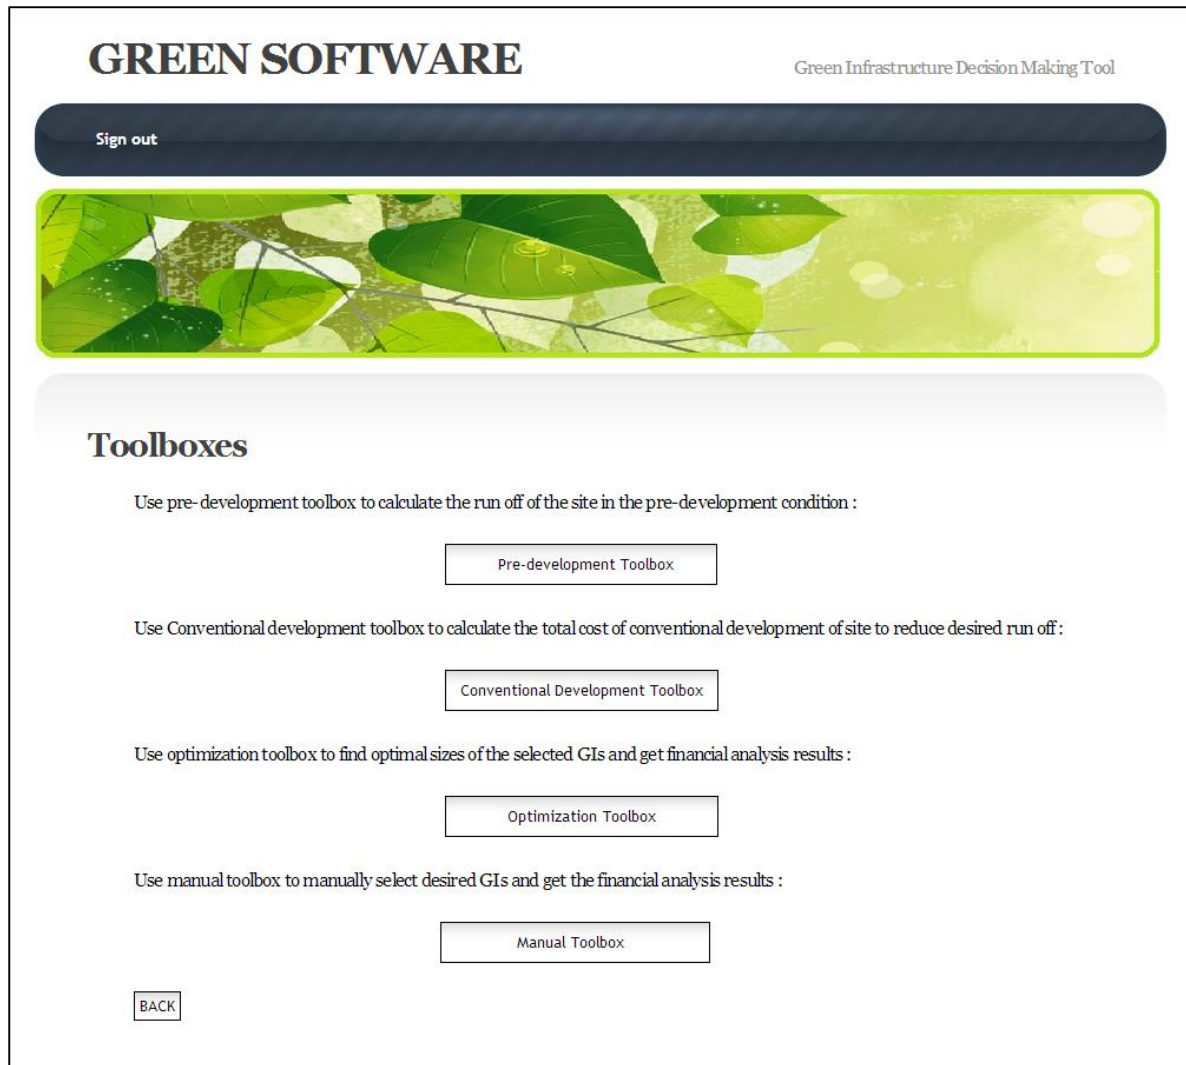 GREEN SOFTWARE
Green Infrastructure Decision Making Tool
Sign out
Toolboxes
Use pre-development toolbox to calculate the run off of the site in the pre-development condition :
Pre-development Toolbox
Use Conventional development toolbox to calculate the total cost of conventional development of site to reduce desired run off :
Conventional Development Toolbox
Use optimization toolbox to find optimal sizes of the selected GIs and get financial analysis results :
Optimization Toolbox
Use manual toolbox to manually select desired GIs and get the financial analysis results :
Manual Toolbox
BACK